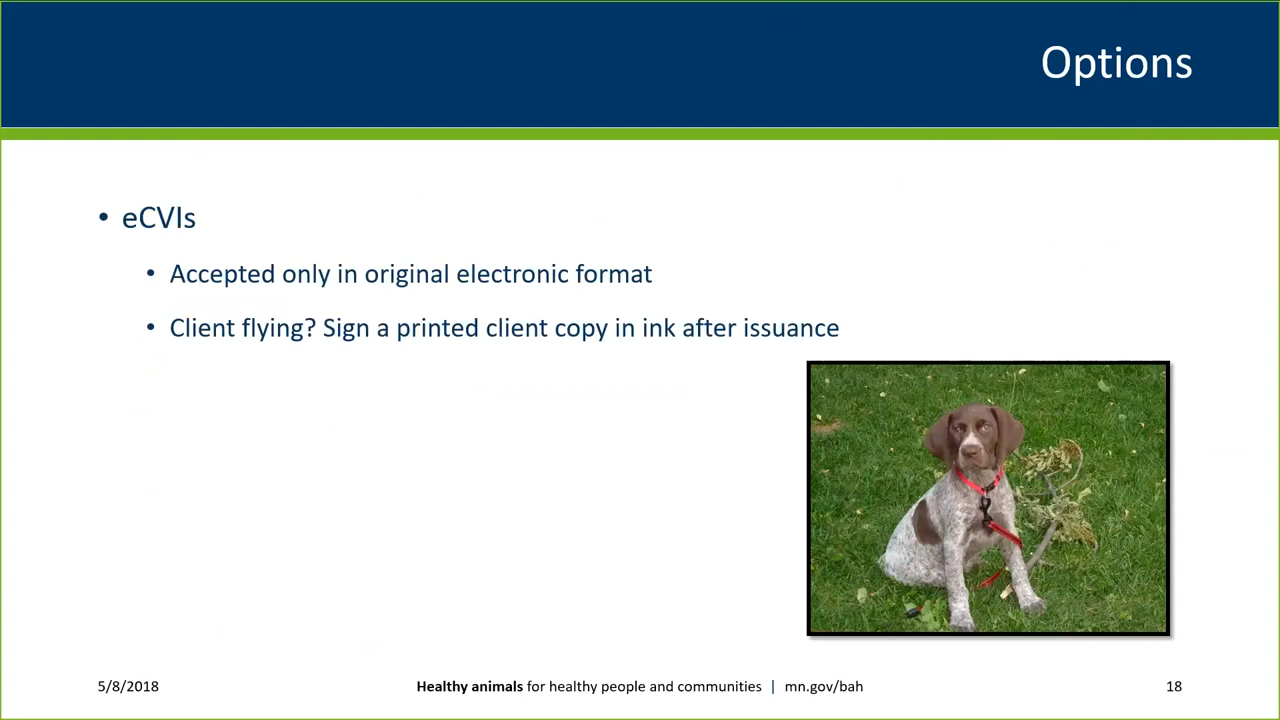 Options
• eCVIs
• Accepted only in original electronic format
• Client flying? Sign a printed client copy in ink after issuance
5/8/2018
Healthy animals for healthy people and communities | mn.gov/bah
18